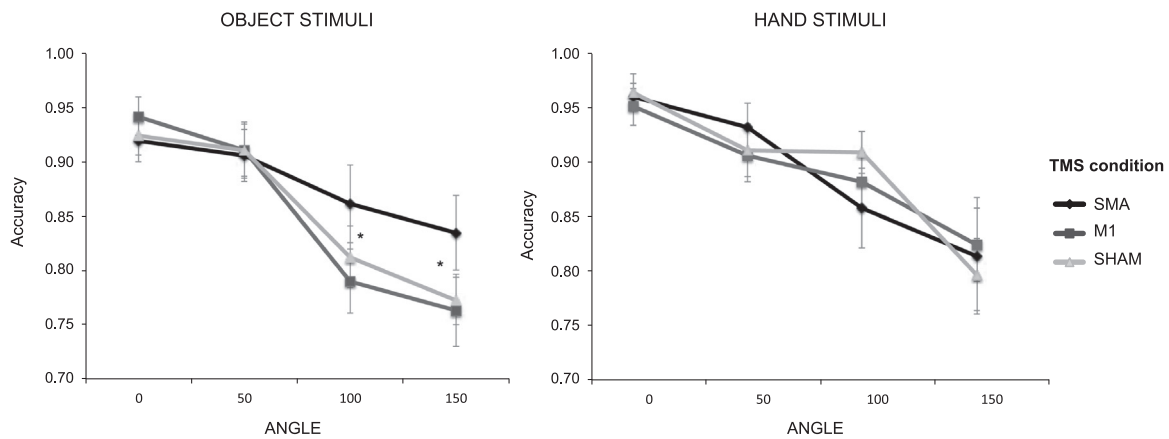 OBJECT STIMULI
1.00
0.95
0.90
0.85
0.80
0.75
0.70
Accuracy
*
*
0
50
100
150
ANGLE
HAND STIMULI
1.00
0.95
0.90
0.85
0.80
0.75
0.70
Accuracy
0
50
100
150
ANGLE
TMS condition
SMA
M1
SHAM